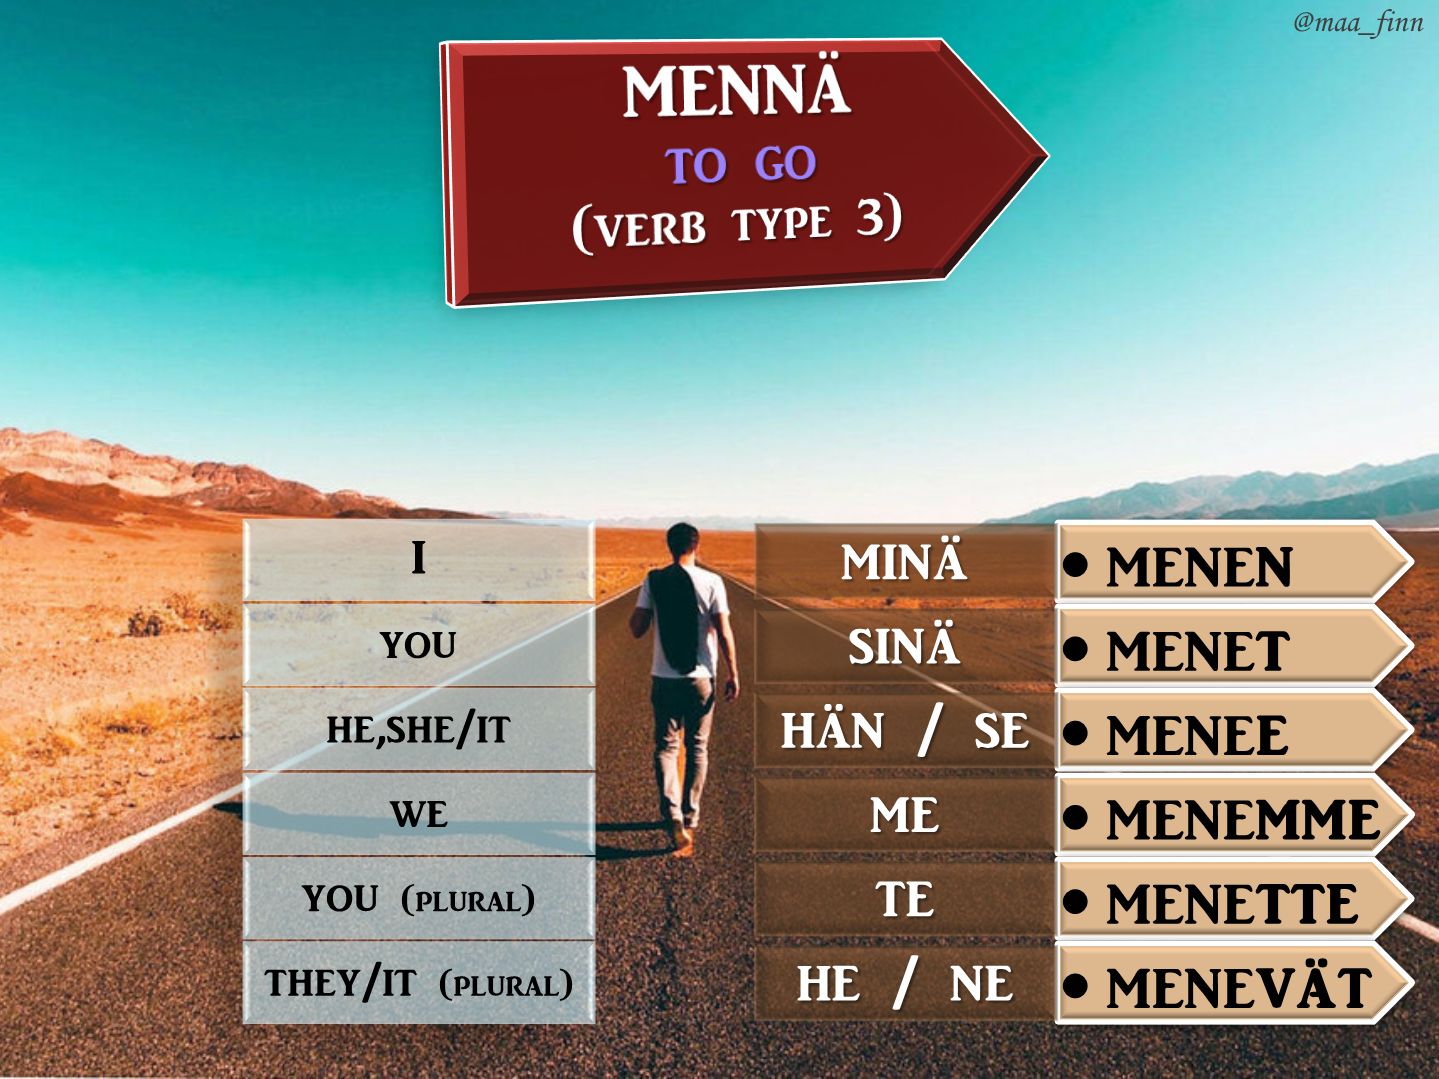 @maa_finn
MENNÄ
TO GO
(VERB TYPE 3)
I MINÄ • MENEN
YOU SINÄ • MENET
HE,SHE/IT HÄN / SE • MENEE
WE ME • MENEMME
YOU (PLURAL) TE • MENETTE
THEY/IT (PLURAL) HE / NE • MENEVÄT